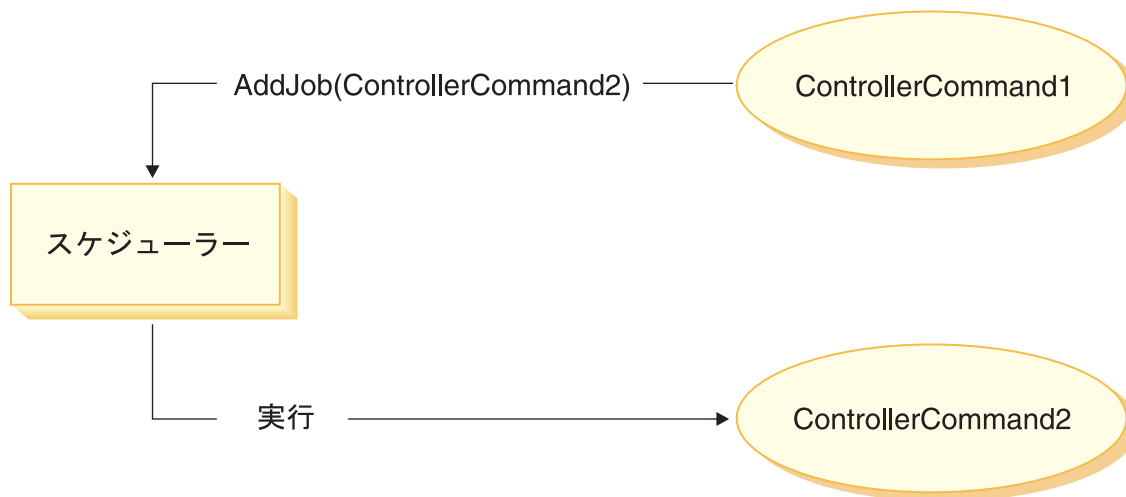 AddJob(ControllerCommand2)
ControllerCommand1
スケジューラー
実行
ControllerCommand2